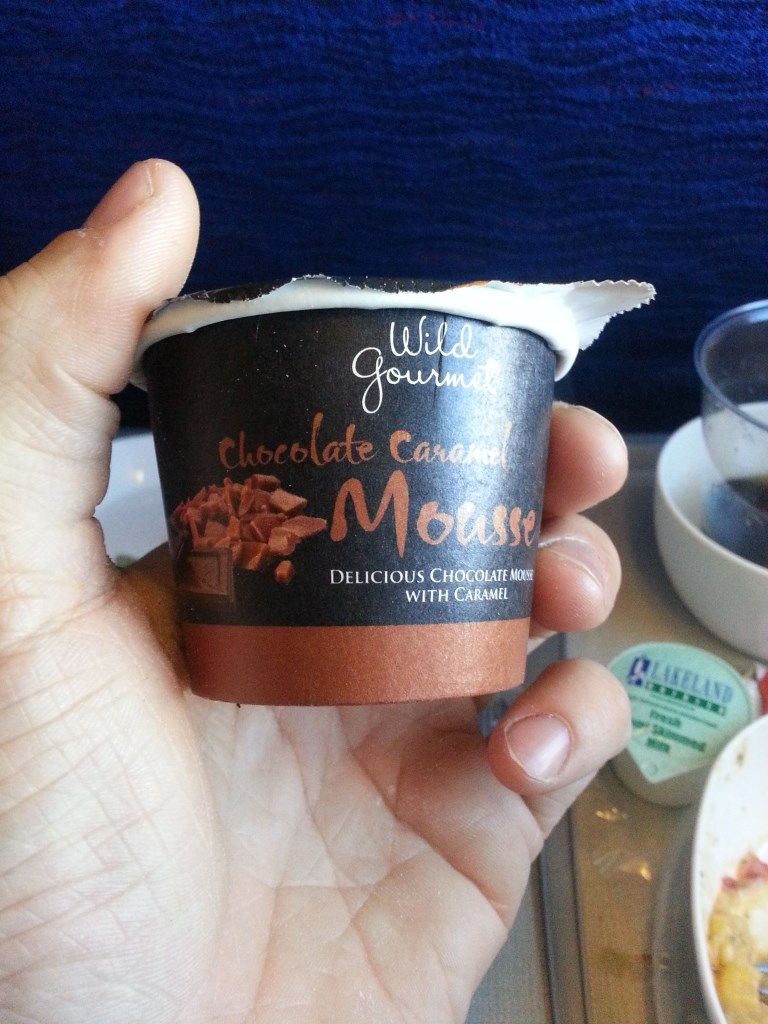 Wild
Gourmet
Chocolate Caramel
Mousse
DELICIOUS CHOCOLATE MOUSSE
WITH CARAMEL
LAKELAND
Fresh
Skimmed
Milk